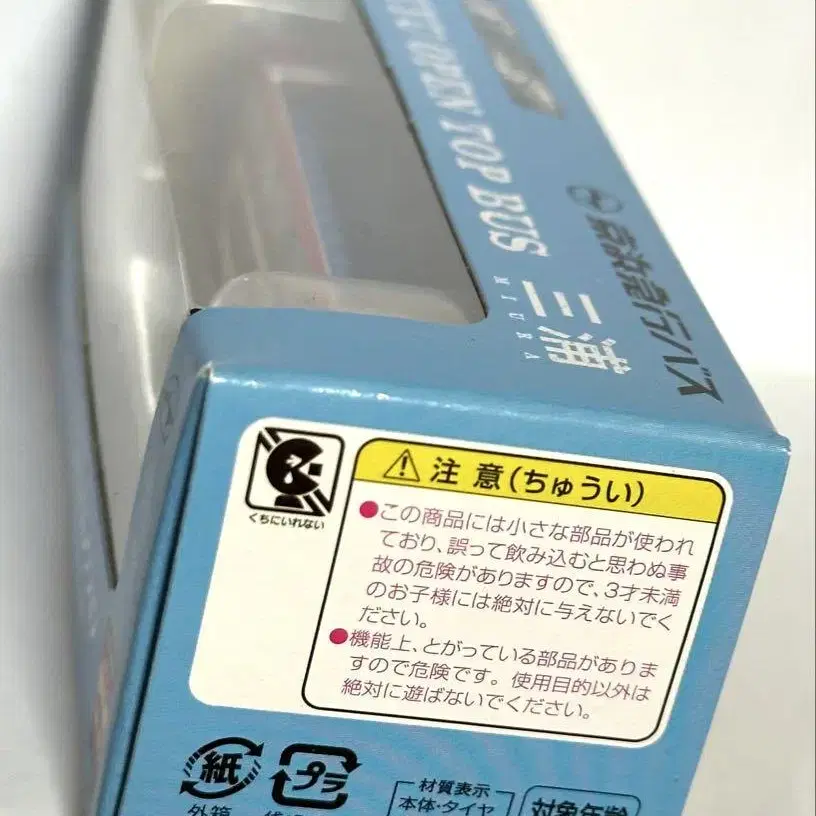 OPEN TOP BUS
三浦
MIURA
京浜急行バス
くちにいれない
注意(ちゅうい)
●この商品には小さな部品が使われ
ており、誤って飲み込むと思わぬ事
故の危険がありますので、3才未満
のお子様には絶対に与えないでく
ださい。
●機能上、とがっている部品がありま
すので危険です。使用目的以外は
絶対に遊ばないでください。
紙
外箱
プラ
材質表示
本体・タイヤ
対象年齢